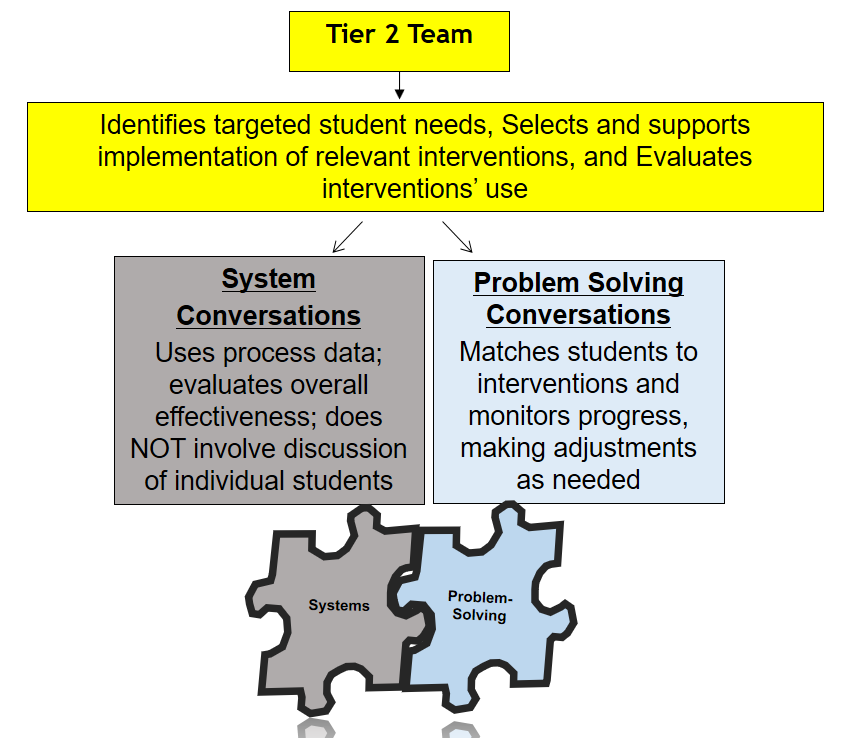 Tier 2 Team
Identifies targeted student needs, Selects and supports
implementation of relevant interventions, and Evaluates
interventions’ use
System
Conversations
Uses process data;
evaluates overall
effectiveness; does
NOT involve discussion
of individual students
Problem Solving
Conversations
Matches students to
interventions and
monitors progress,
making adjustments
as needed
Systems
Problem-
Solving